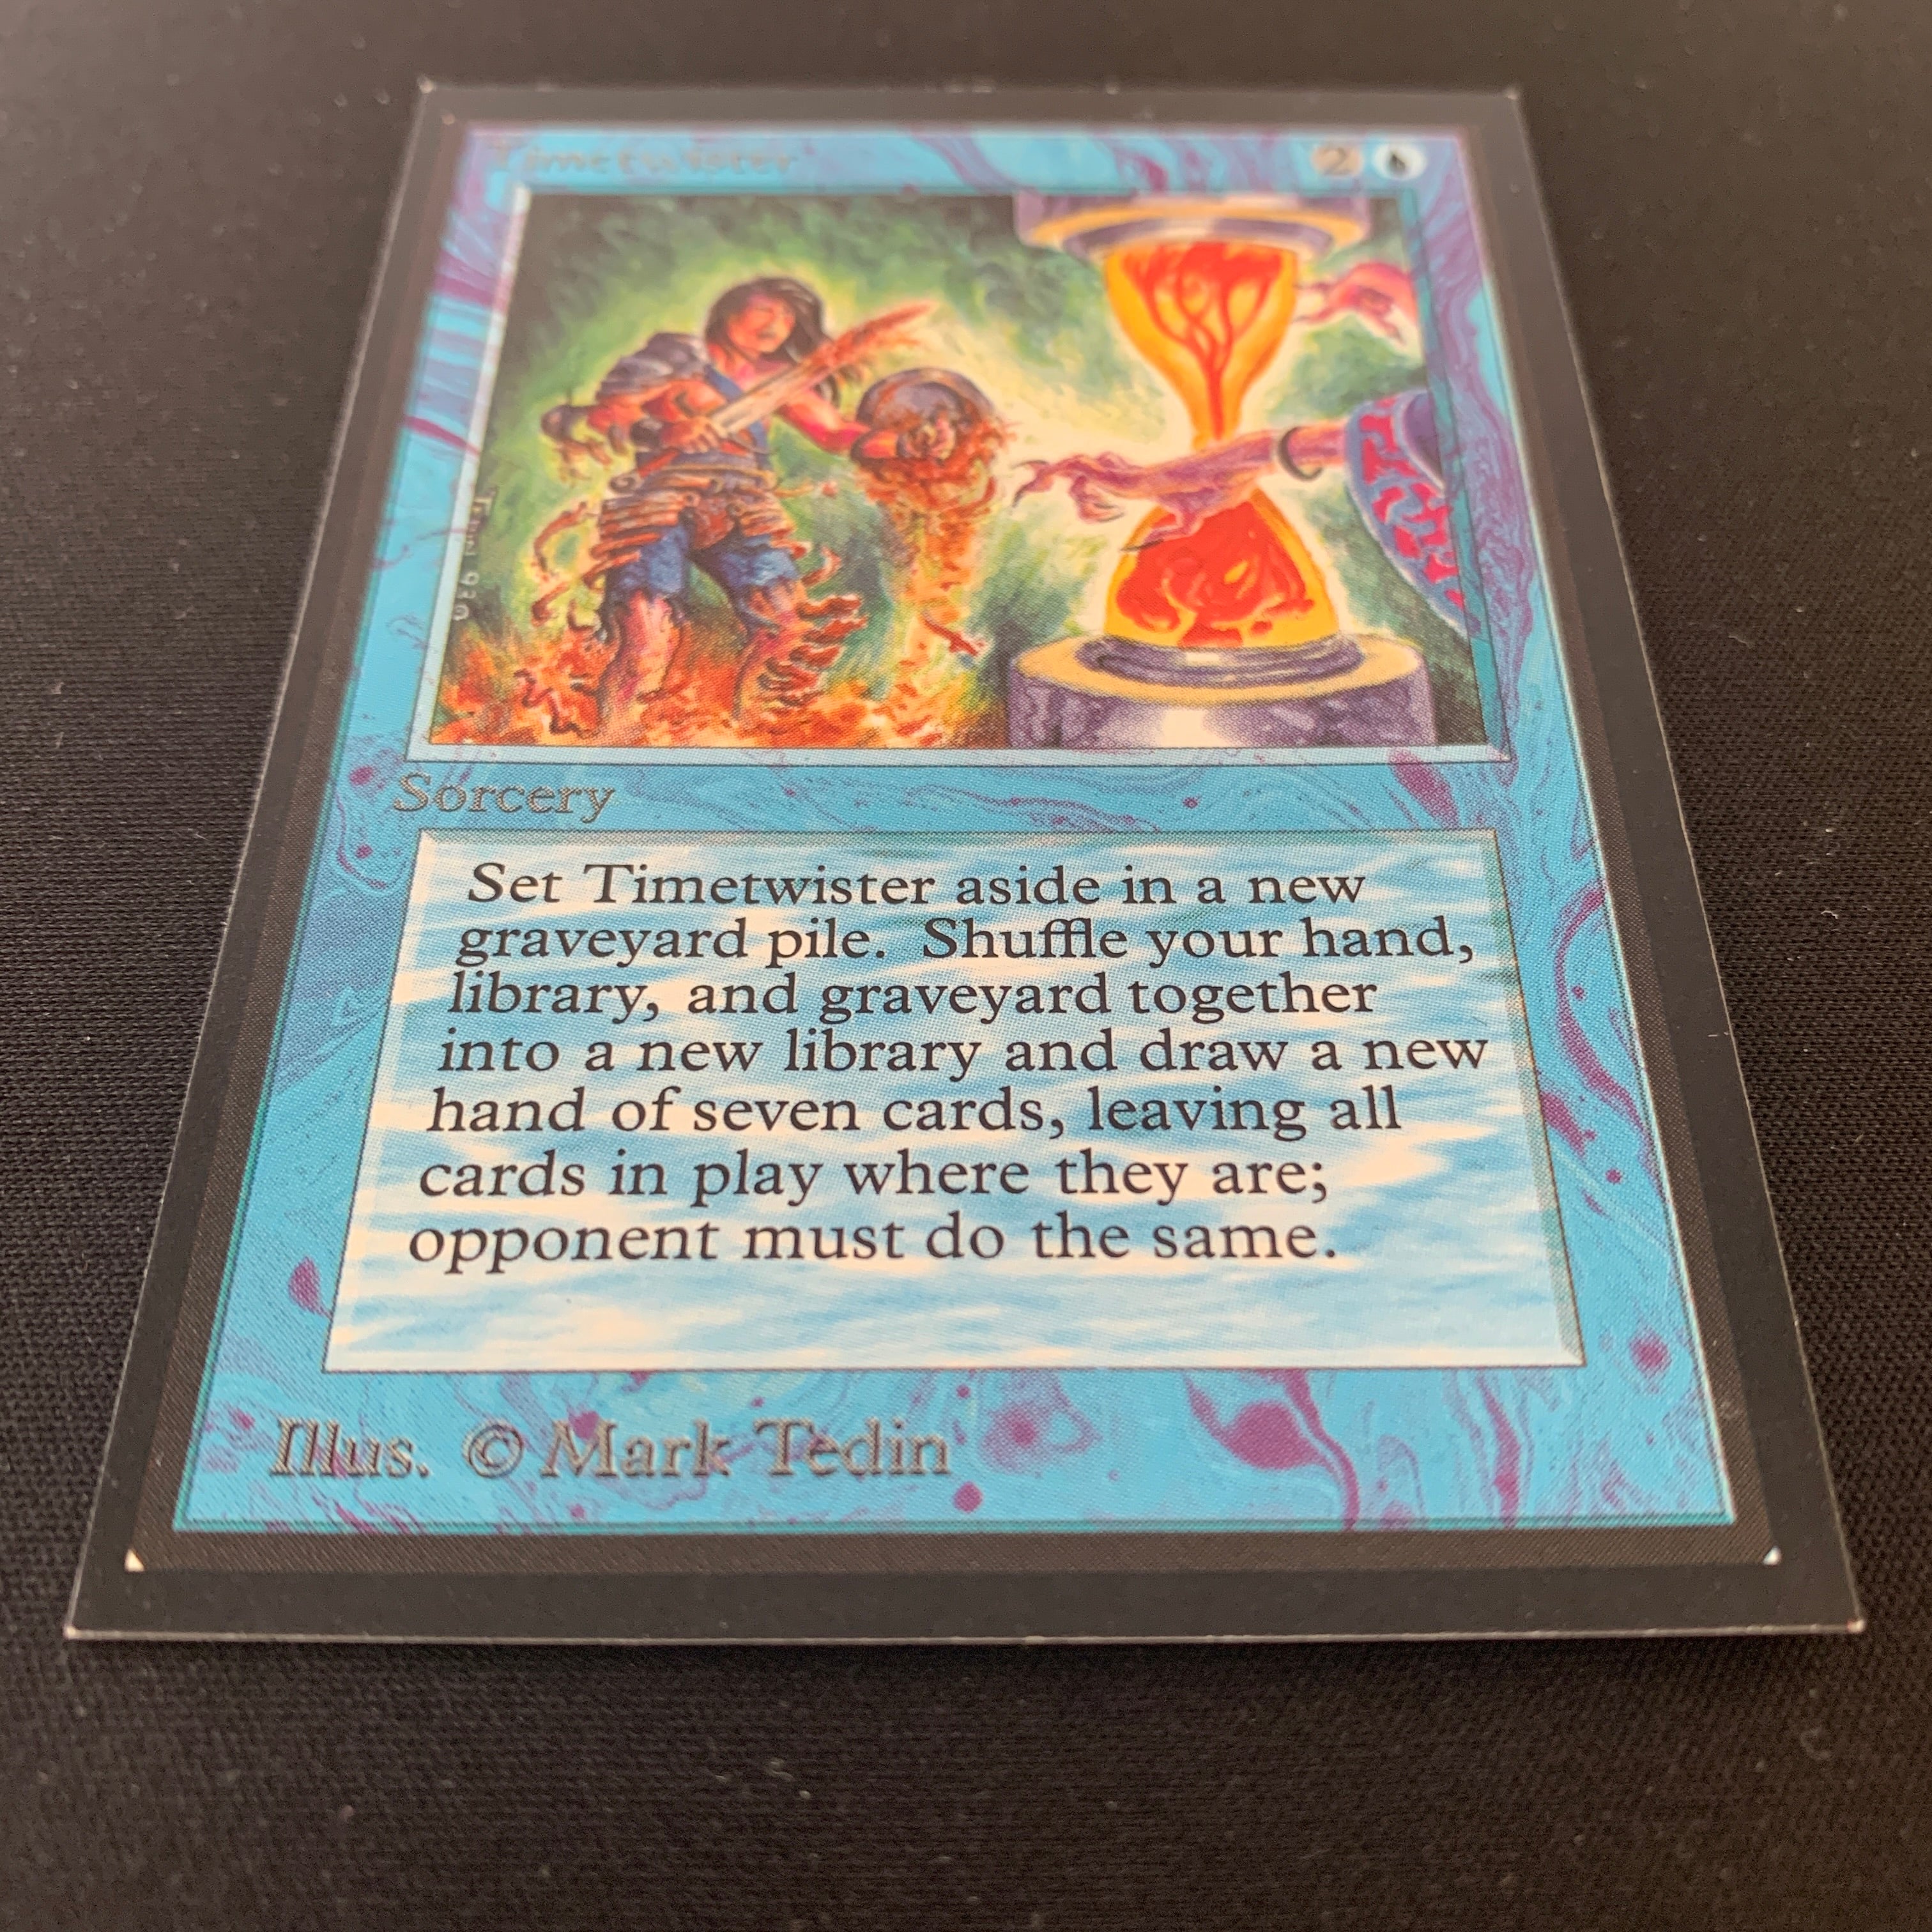 Timetwister 2
Tedin 93
Sorcery
Set Timetwister aside in a new
graveyard pile. Shuffle your hand,
library, and graveyard together
into a new library and draw a new
hand of seven cards, leaving all
cards in play where they are;
opponent must do the same.
Illus. © Mark Tedin